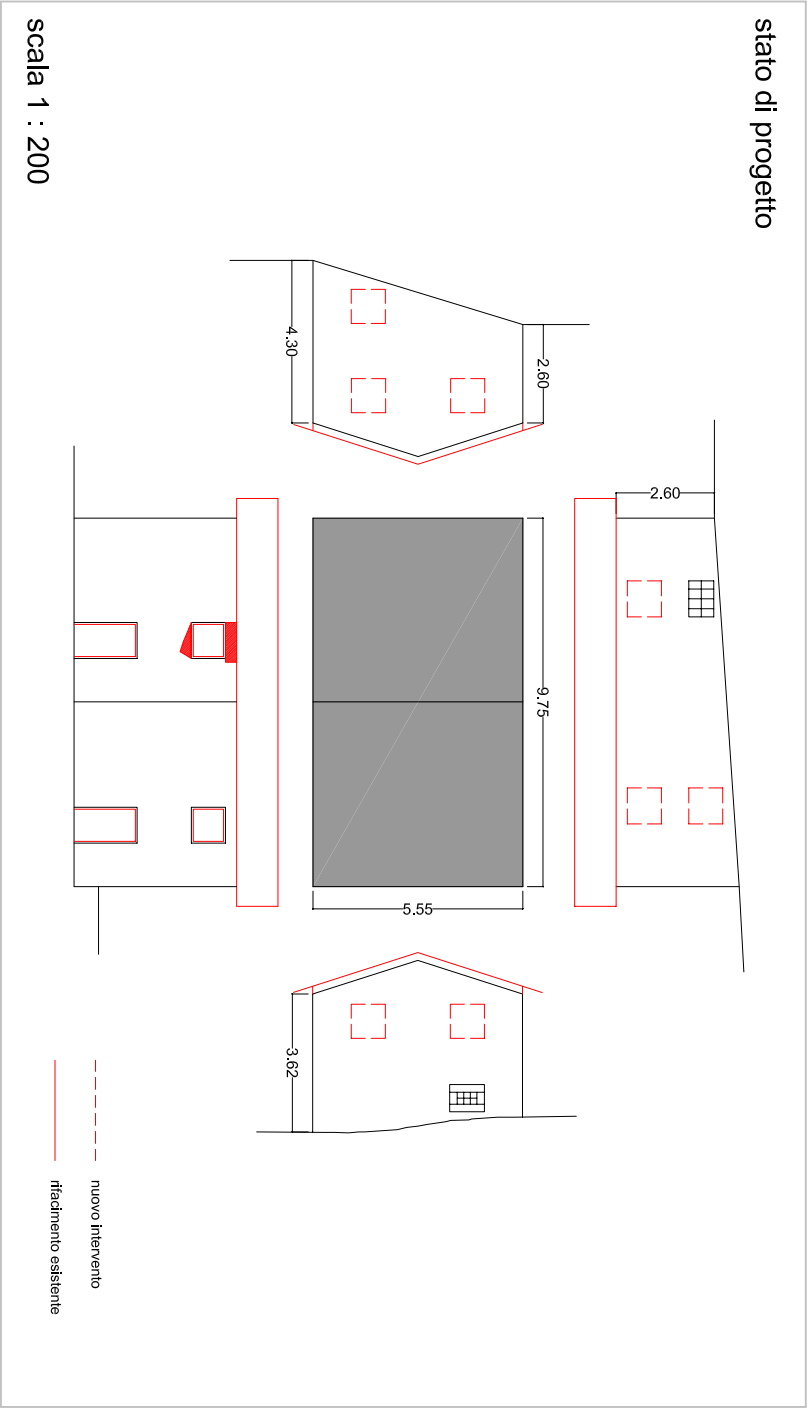 stato di progetto
2.60
4.30
2.60
9.75
5.55
3.62
nuovo intervento
rifacimento esistente
scala 1 : 200